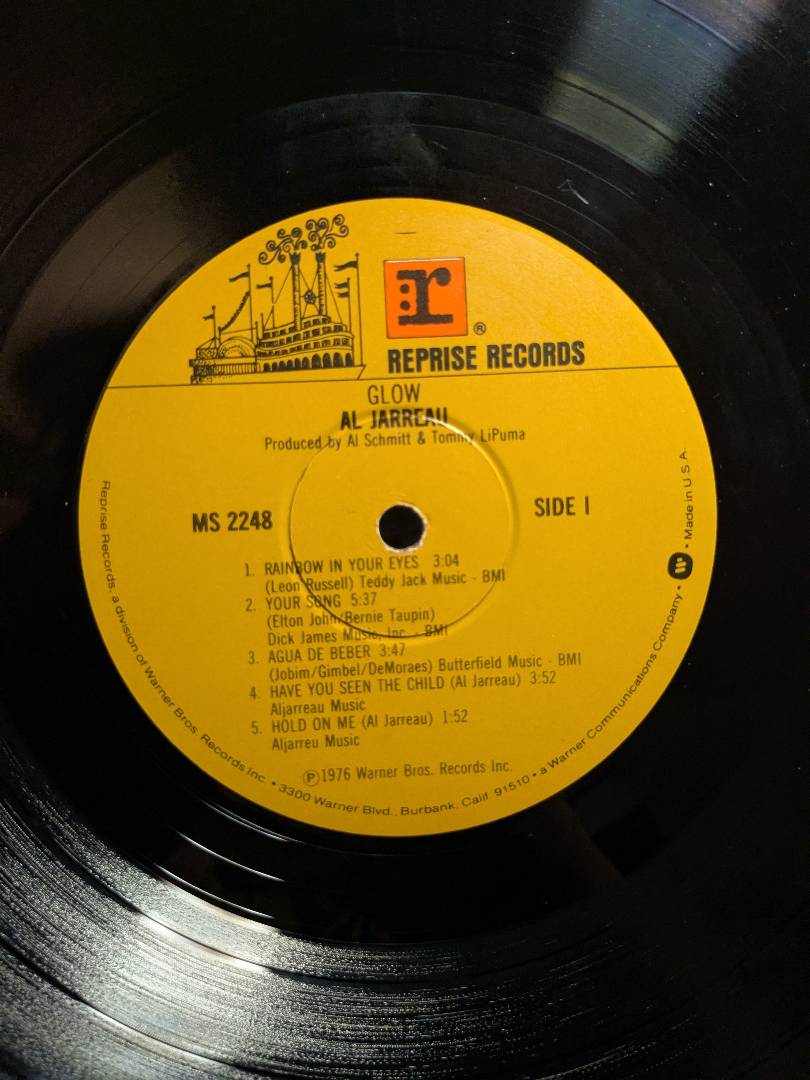 r
®
REPRISE RECORDS
GLOW
AL JARREAU
Produced by Al Schmitt & Tommy LiPuma
MS 2248
SIDE I
1. RAINBOW IN YOUR EYES 3:04
(Leon Russell) Teddy Jack Music - BMI
2. YOUR SONG 5:37
(Elton John/Bernie Taupin)
Dick James Music, Inc. - BMI
3. AGUA DE BEBER 3:47
(Jobim/Gimbel/DeMoraes) Butterfield Music - BMI
4. HAVE YOU SEEN THE CHILD (Al Jarreau) 3:52
Aljarreau Music
5. HOLD ON ME (Al Jarreau) 1:52
Aljarreu Music
℗1976 Warner Bros. Records Inc.
Reprise Records, a division of Warner Bros. Records Inc. • 3300 Warner Blvd., Burbank, Calif. 91510 • a Warner Communications Company • W • Made in U.S.A.